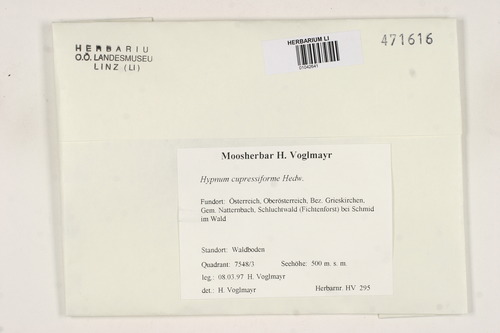 HERBARIU
O.Ö. LANDESMUSEU
LINZ (LI)
HERBARIUM LI
01042641
471616
Moosherbar H. Voglmayr
Hypnum cupressiforme Hedw.
Fundort: Österreich, Oberösterreich, Bez. Grieskirchen,
Gem. Natternbach, Schluchtwald (Fichtenforst) bei Schmid
im Wald
Standort: Waldboden
Quadrant: 7548/3 Seehöhe: 500 m. s. m.
leg.: 08.03.97 H. Voglmayr
det.: H. Voglmayr Herbarnr. HV 295